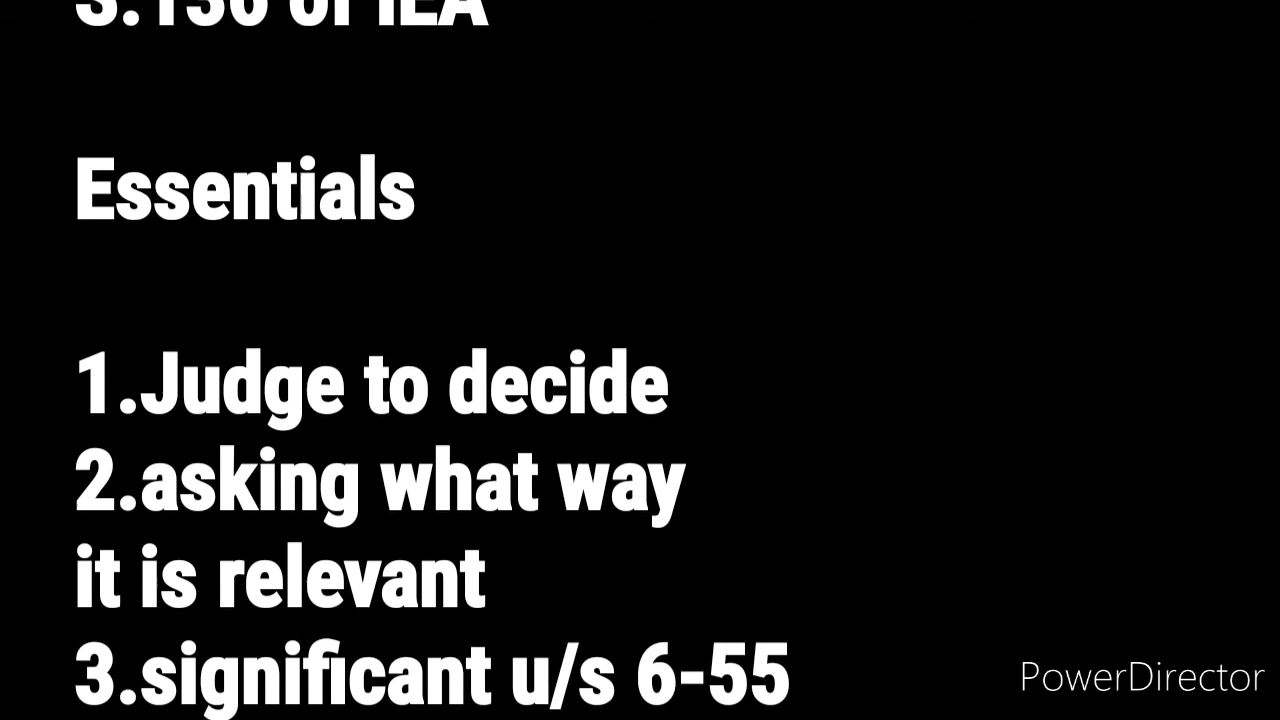 S.136 of IEA
Essentials
1.Judge to decide
2.asking what way
it is relevant
3.significant u/s 6-55
PowerDirector